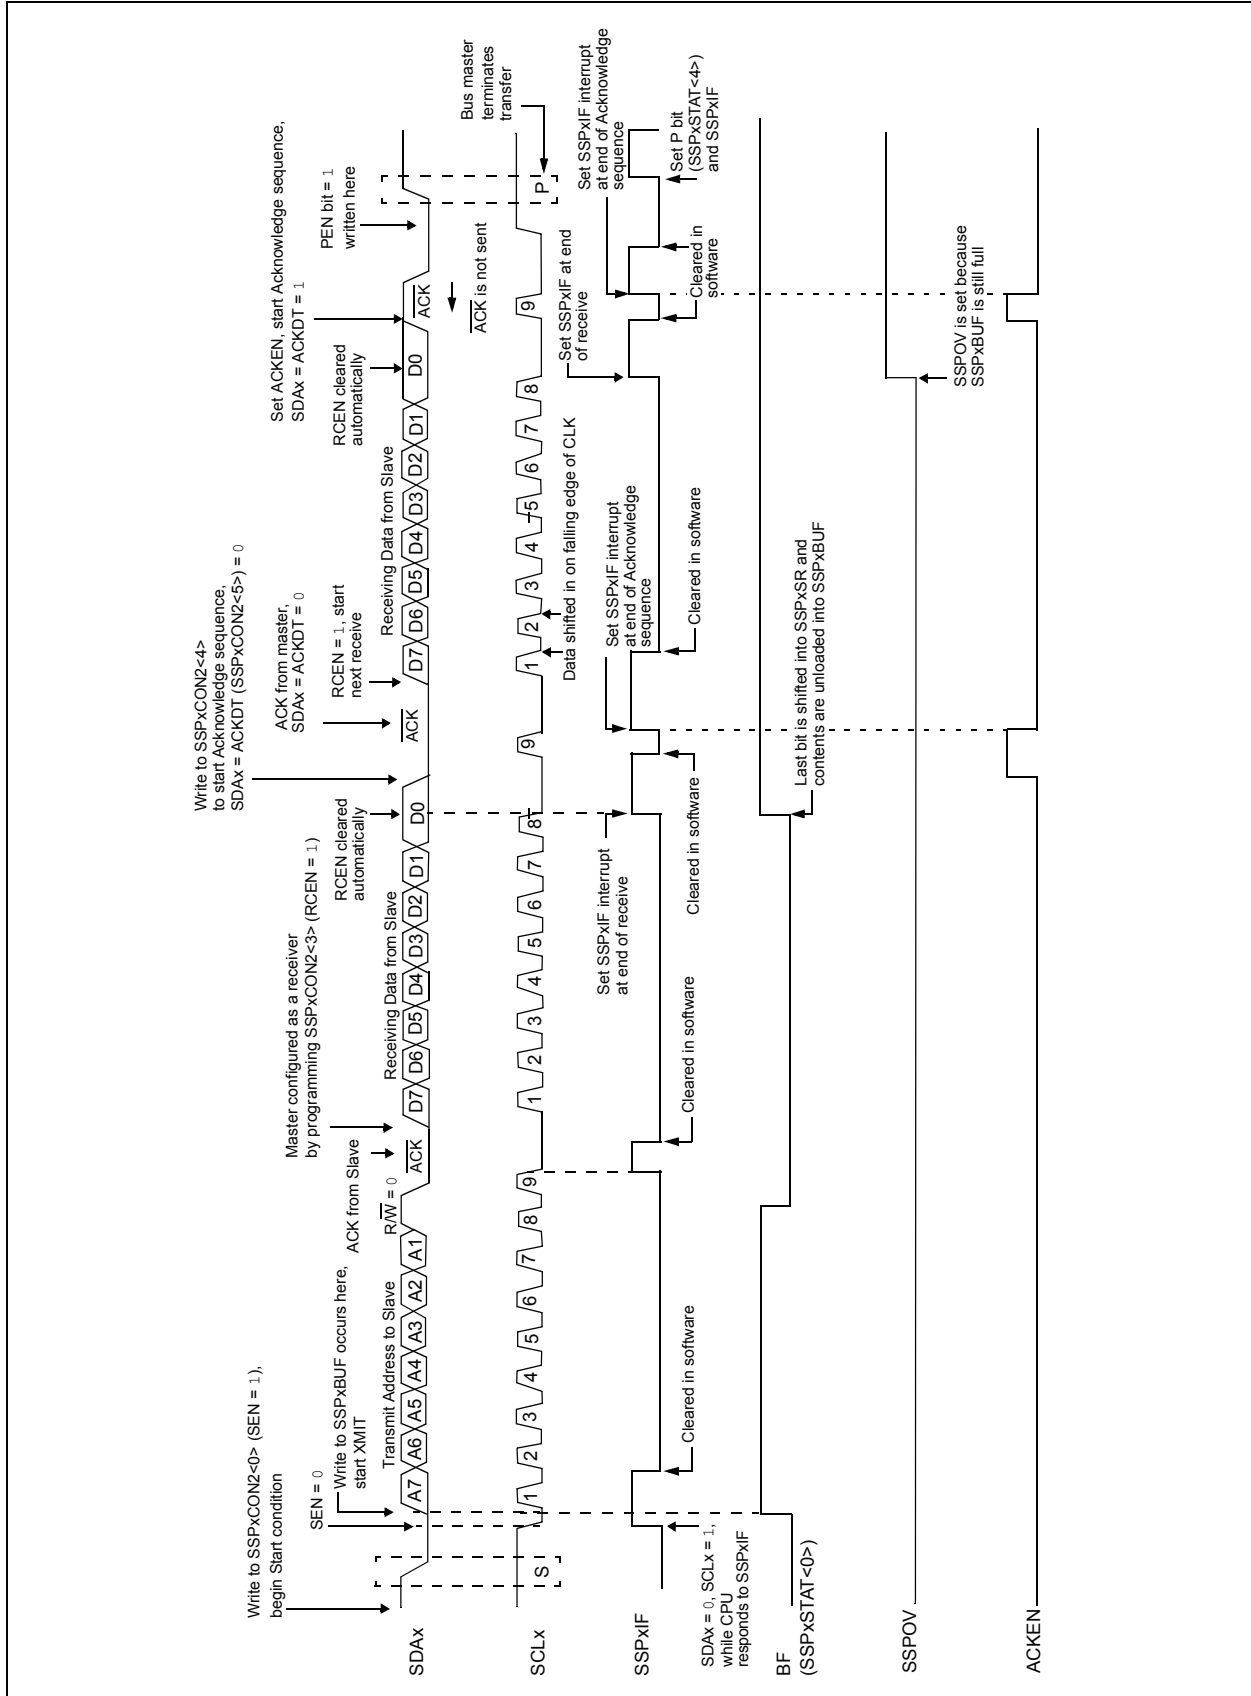 Write to SSPxCON2<0> (SEN = 1),
begin Start condition
SEN = 0
Write to SSPxBUF occurs here,
start XMIT
Transmit Address to Slave
R/W = 0
ACK from Slave
Master configured as a receiver
by programming SSPxCON2<3> (RCEN = 1)
Receiving Data from Slave
RCEN cleared
automatically
Write to SSPxCON2<4>
to start Acknowledge sequence,
SDAx = ACKDT (SSPxCON2<5>) = 0
ACK from master,
SDAx = ACKDT = 0
RCEN = 1, start
next receive
Receiving Data from Slave
RCEN cleared
automatically
Set ACKEN, start Acknowledge sequence,
SDAx = ACKDT = 1
PEN bit = 1
written here
SDAx
A7 A6 A5 A4 A3 A2 A1 ACK D7 D6 D5 D4 D3 D2 D1 D0 ACK D7 D6 D5 D4 D3 D2 D1 D0 ACK
ACK is not sent
Bus master
terminates
transfer
SCLx
S 1 2 3 4 5 6 7 8 9 1 2 3 4 5 6 7 8 9 1 2 3 4 5 6 7 8 9 P
Data shifted in on falling edge of CLK
Set SSPxIF interrupt
at end of receive
Set SSPxIF interrupt
at end of Acknowledge
sequence
Set SSPxIF at end
of receive
Set SSPxIF interrupt
at end of Acknowledge
sequence
SSPxIF
Cleared in software
Cleared in software
Cleared in software
Cleared in software
Cleared in
software
Set P bit
(SSPxSTAT<4>)
and SSPxIF
SDAx = 0, SCLx = 1,
while CPU
responds to SSPxIF
BF
(SSPxSTAT<0>)
Last bit is shifted into SSPxSR and
contents are unloaded into SSPxBUF
SSPOV
SSPOV is set because
SSPxBUF is still full
ACKEN